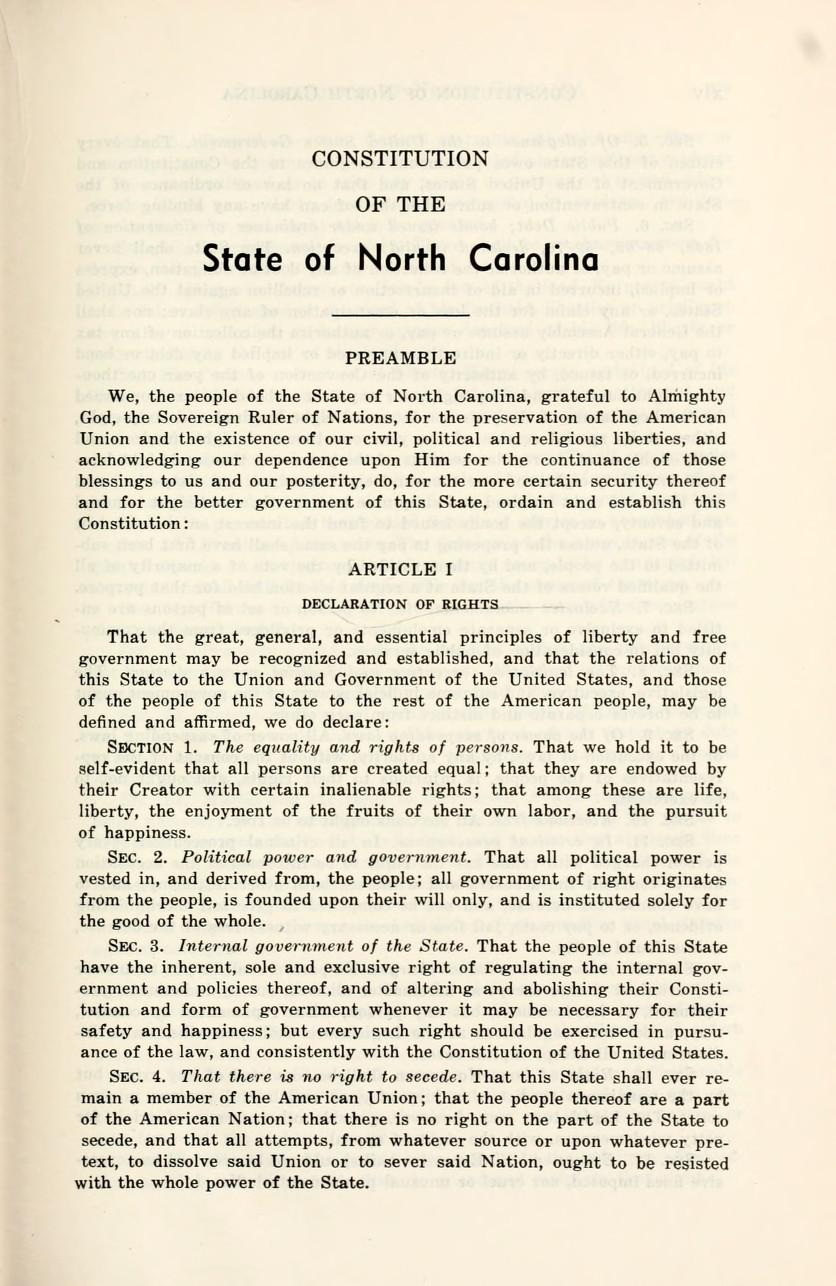 CONSTITUTION
OF THE
State of North Carolina
PREAMBLE
We, the people of the State of North Carolina, grateful to Almighty
God, the Sovereign Ruler of Nations, for the preservation of the American
Union and the existence of our civil, political and religious liberties, and
acknowledging our dependence upon Him for the continuance of those
blessings to us and our posterity, do, for the more certain security thereof
and for the better government of this State, ordain and establish this
Constitution:
ARTICLE I
DECLARATION OF RIGHTS
That the great, general, and essential principles of liberty and free
government may be recognized and established, and that the relations of
this State to the Union and Government of the United States, and those
of the people of this State to the rest of the American people, may be
defined and affirmed, we do declare:
SECTION 1. The equality and rights of persons. That we hold it to be
self-evident that all persons are created equal; that they are endowed by
their Creator with certain inalienable rights; that among these are life,
liberty, the enjoyment of the fruits of their own labor, and the pursuit
of happiness.
SEC. 2. Political power and government. That all political power is
vested in, and derived from, the people; all government of right originates
from the people, is founded upon their will only, and is instituted solely for
the good of the whole.
SEC. 3. Internal government of the State. That the people of this State
have the inherent, sole and exclusive right of regulating the internal gov-
ernment and policies thereof, and of altering and abolishing their Consti-
tution and form of government whenever it may be necessary for their
safety and happiness; but every such right should be exercised in pursu-
ance of the law, and consistently with the Constitution of the United States.
SEC. 4. That there is no right to secede. That this State shall ever re-
main a member of the American Union; that the people thereof are a part
of the American Nation; that there is no right on the part of the State to
secede, and that all attempts, from whatever source or upon whatever pre-
text, to dissolve said Union or to sever said Nation, ought to be resisted
with the whole power of the State.